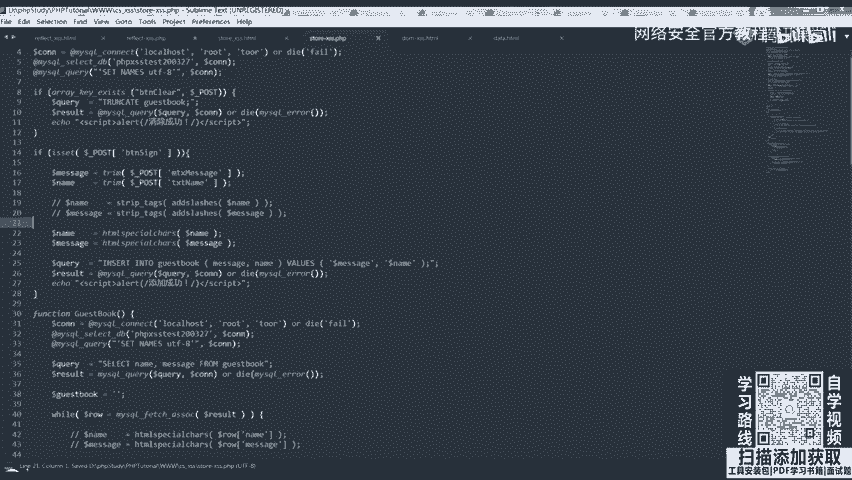 D:\phpStudy\PHPTutorial\WWW\cs_xss\store-xss.php - Sublime Text (UNREGISTERED)
File Edit Selection Find View Goto Tools Project Preferences Help
reflect_xss.html
reflect-xss.php
store_xss.html
store-xss.php
dom-xss.html
data.html
网络安全官方教程
4 $conn = @mysql_connect('localhost', 'root', 'toor') or die('fail');
5 @mysql_select_db('phpxsstest200327', $conn);
6 @mysql_query("'SET NAMES utf-8'", $conn);
7
8 if (array_key_exists ("btnClear", $_POST)) {
9 $query = "TRUNCATE guestbook;";
10 $result = @mysql_query($query, $conn) or die(mysql_error());
11 echo "<script>alert(/清除成功！/)</script>";
12 }
13
14 if (isset( $_POST[ 'btnSign' ] )){
15
16 $message = trim( $_POST[ 'mtxMessage' ] );
17 $name = trim( $_POST[ 'txtName' ] );
18
19 // $name = strip_tags( addslashes( $name ) );
20 // $message = strip_tags( addslashes( $message ) );
21
22 $name = htmlspecialchars( $name );
23 $message = htmlspecialchars( $message );
24
25 $query = "INSERT INTO guestbook ( message, name ) VALUES ( '$message', '$name' );";
26 $result = @mysql_query($query, $conn) or die(mysql_error());
27 echo "<script>alert(/添加成功！/)</script>";
28 }
29
30 function GuestBook() {
31 $conn = @mysql_connect('localhost', 'root', 'toor') or die('fail');
32 @mysql_select_db('phpxsstest200327', $conn);
33 @mysql_query("'SET NAMES utf-8'", $conn);
34
35 $query = "SELECT name, message FROM guestbook";
36 $result = mysql_query($query, $conn) or die(mysql_error());
37
38 $guestbook = '';
39
40 while( $row = mysql_fetch_assoc( $result ) ) {
41
42 // $name = htmlspecialchars( $row['name'] );
43 // $message = htmlspecialchars( $row['message'] );
44
Line 21, Column 1; Saved D:\phpStudy\PHPTutorial\WWW\cs_xss\store-xss.php (UTF-8)
学习路线
自学视频
扫描添加获取
工具安装包|PDF学习书籍|面试题